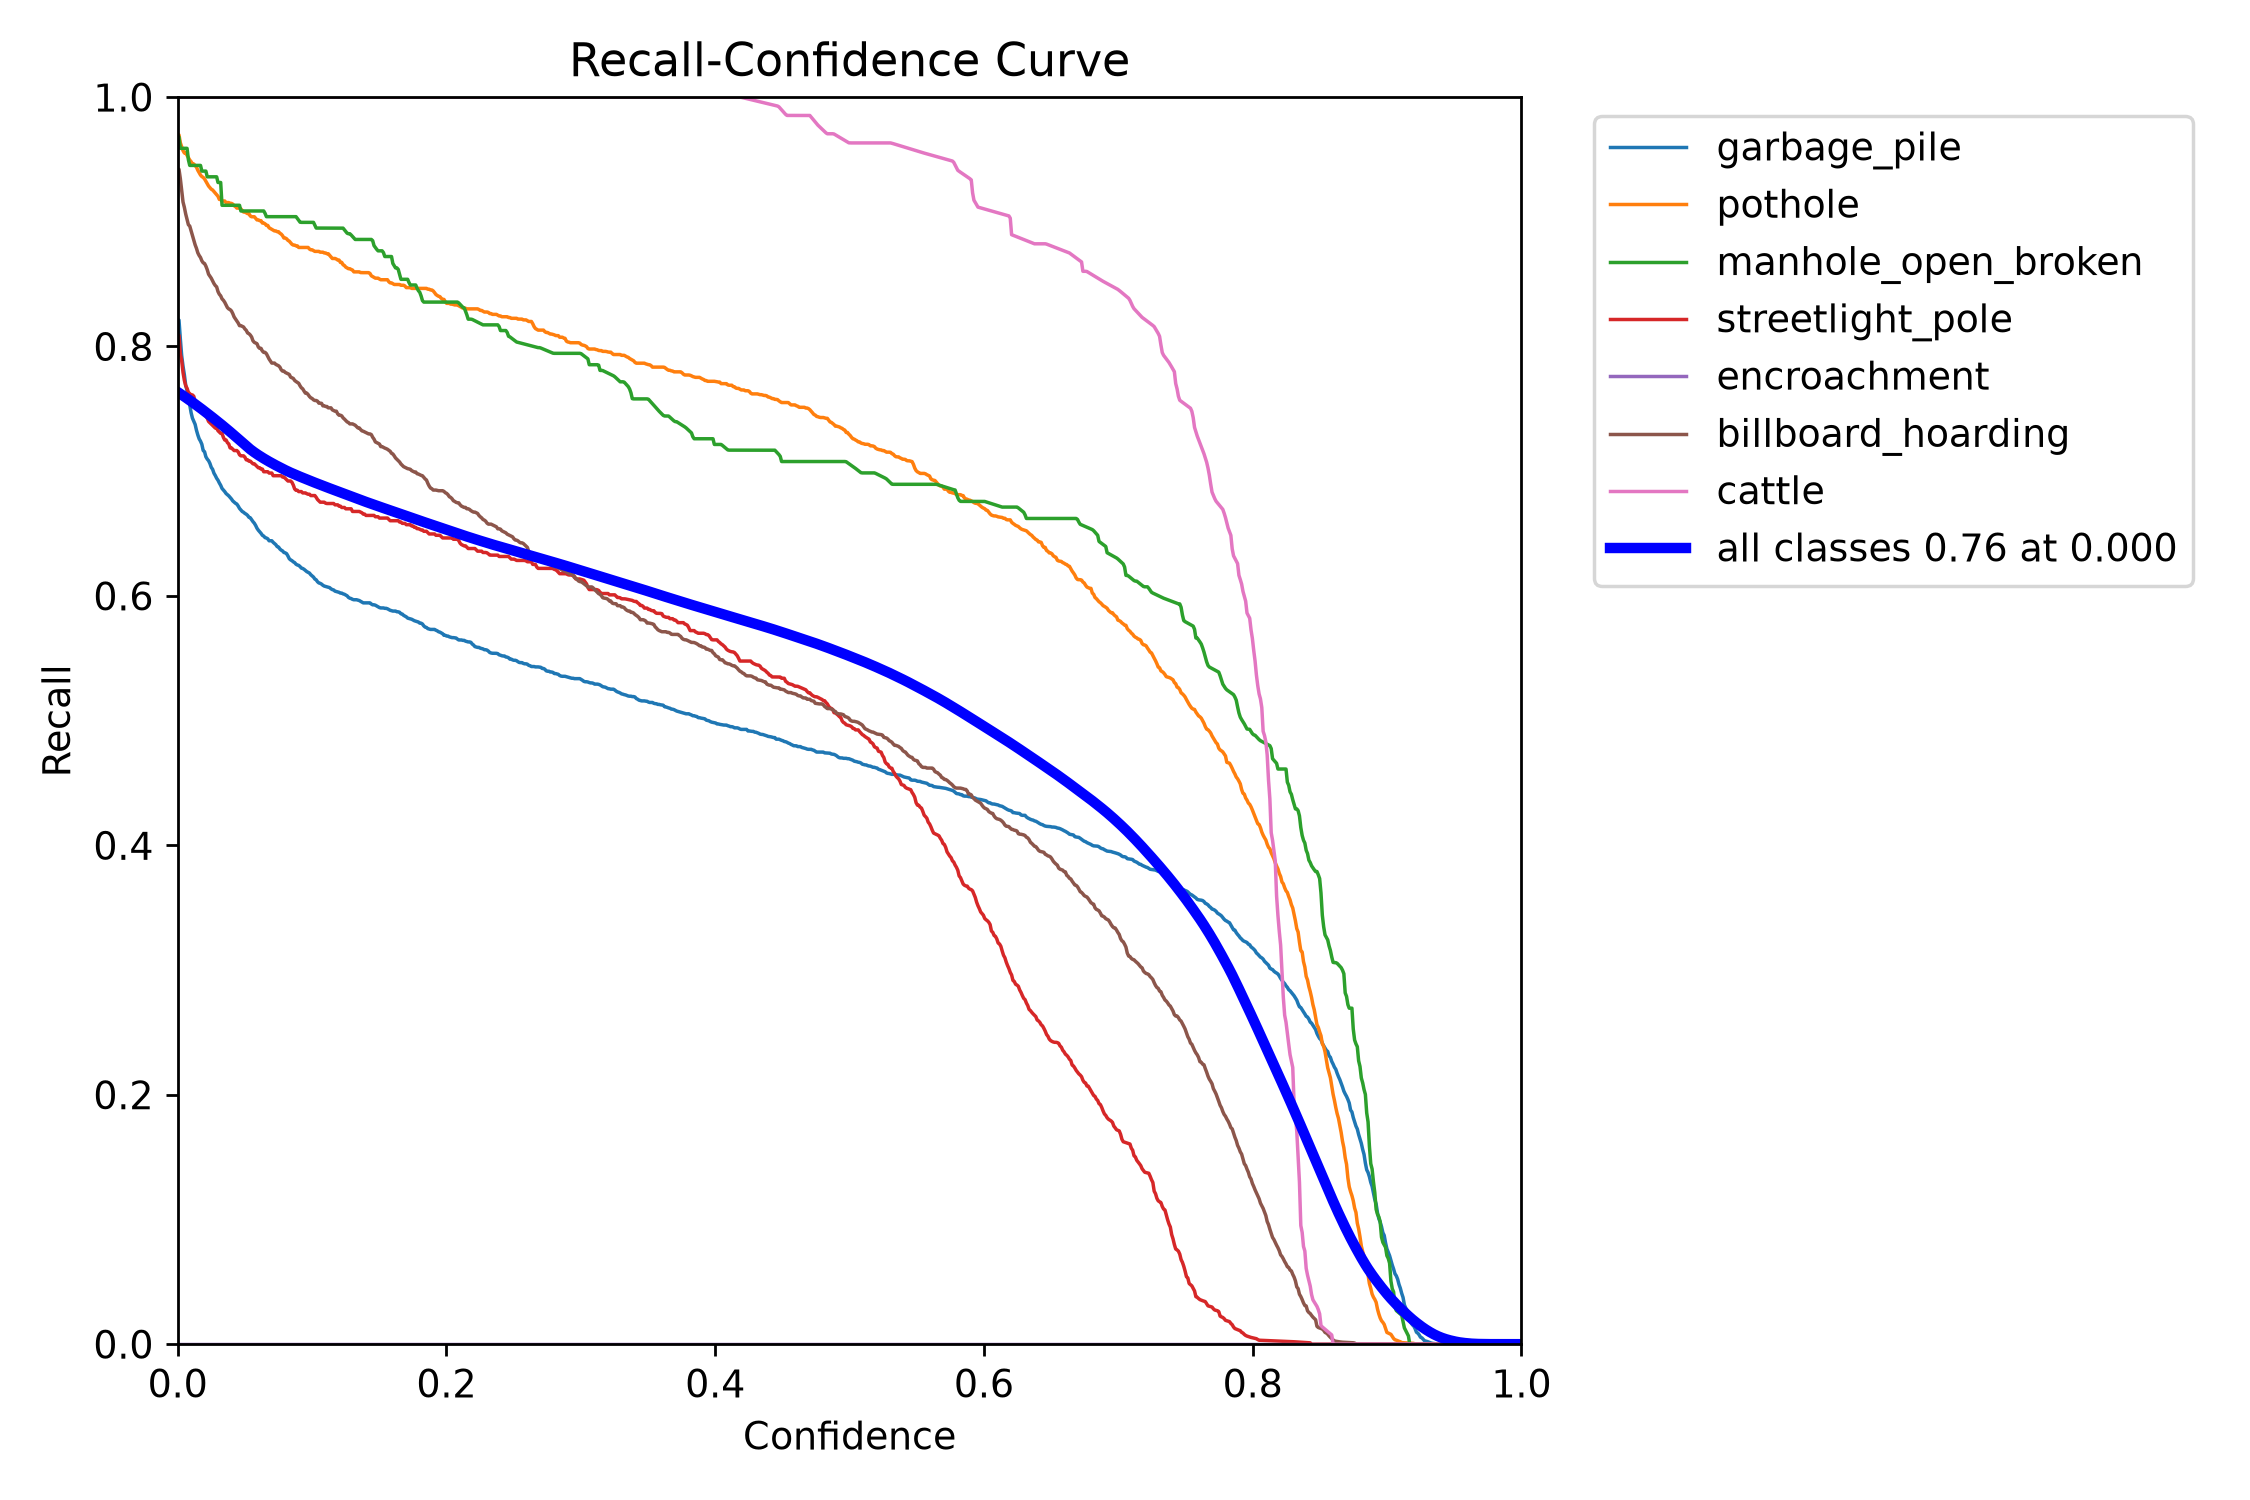 Recall-Confidence Curve
Recall
1.0
0.8
0.6
0.4
0.2
0.0
0.0 0.2 0.4 0.6 0.8 1.0
Confidence
garbage_pile
pothole
manhole_open_broken
streetlight_pole
encroachment
billboard_hoarding
cattle
all classes 0.76 at 0.000